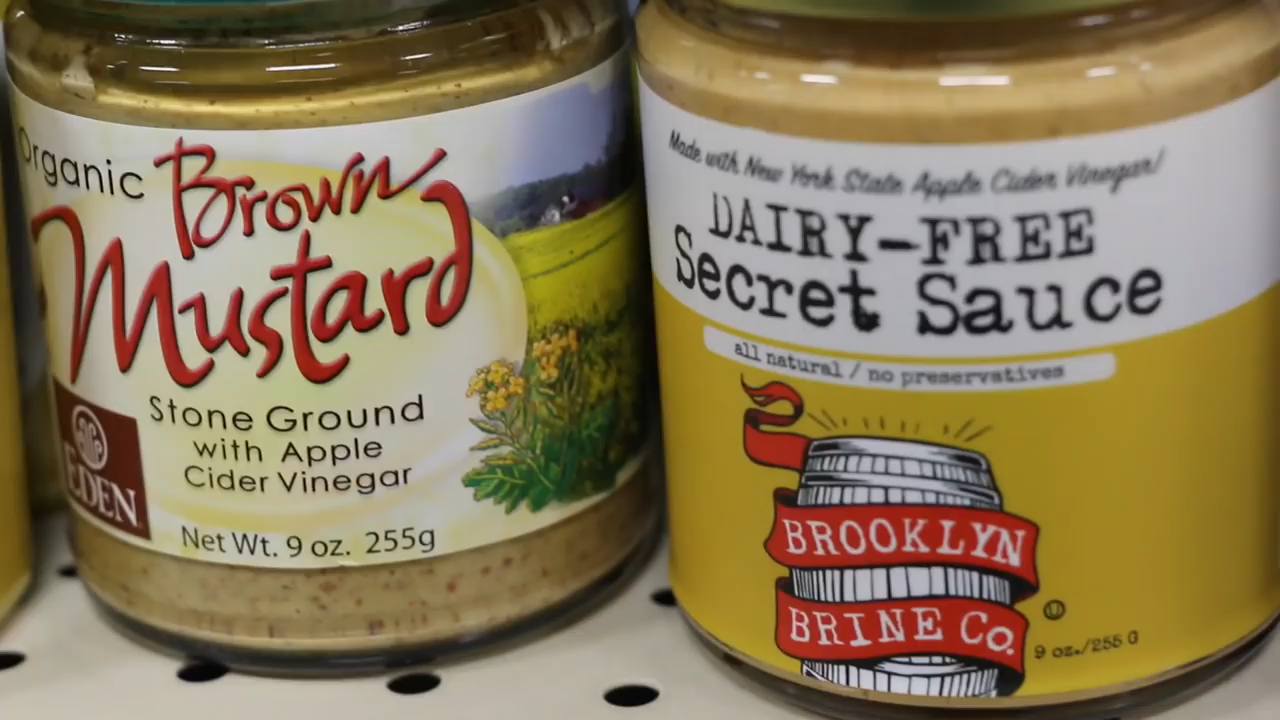 Organic Brown
Mustard
Stone Ground
with Apple
Cider Vinegar
EDEN
Net Wt. 9 oz. 255g
Made with New York State Apple Cider Vinegar!
DAIRY-FREE
Secret Sauce
all natural / no preservatives
BROOKLYN
BRINE Co.
U
9 oz./255 G